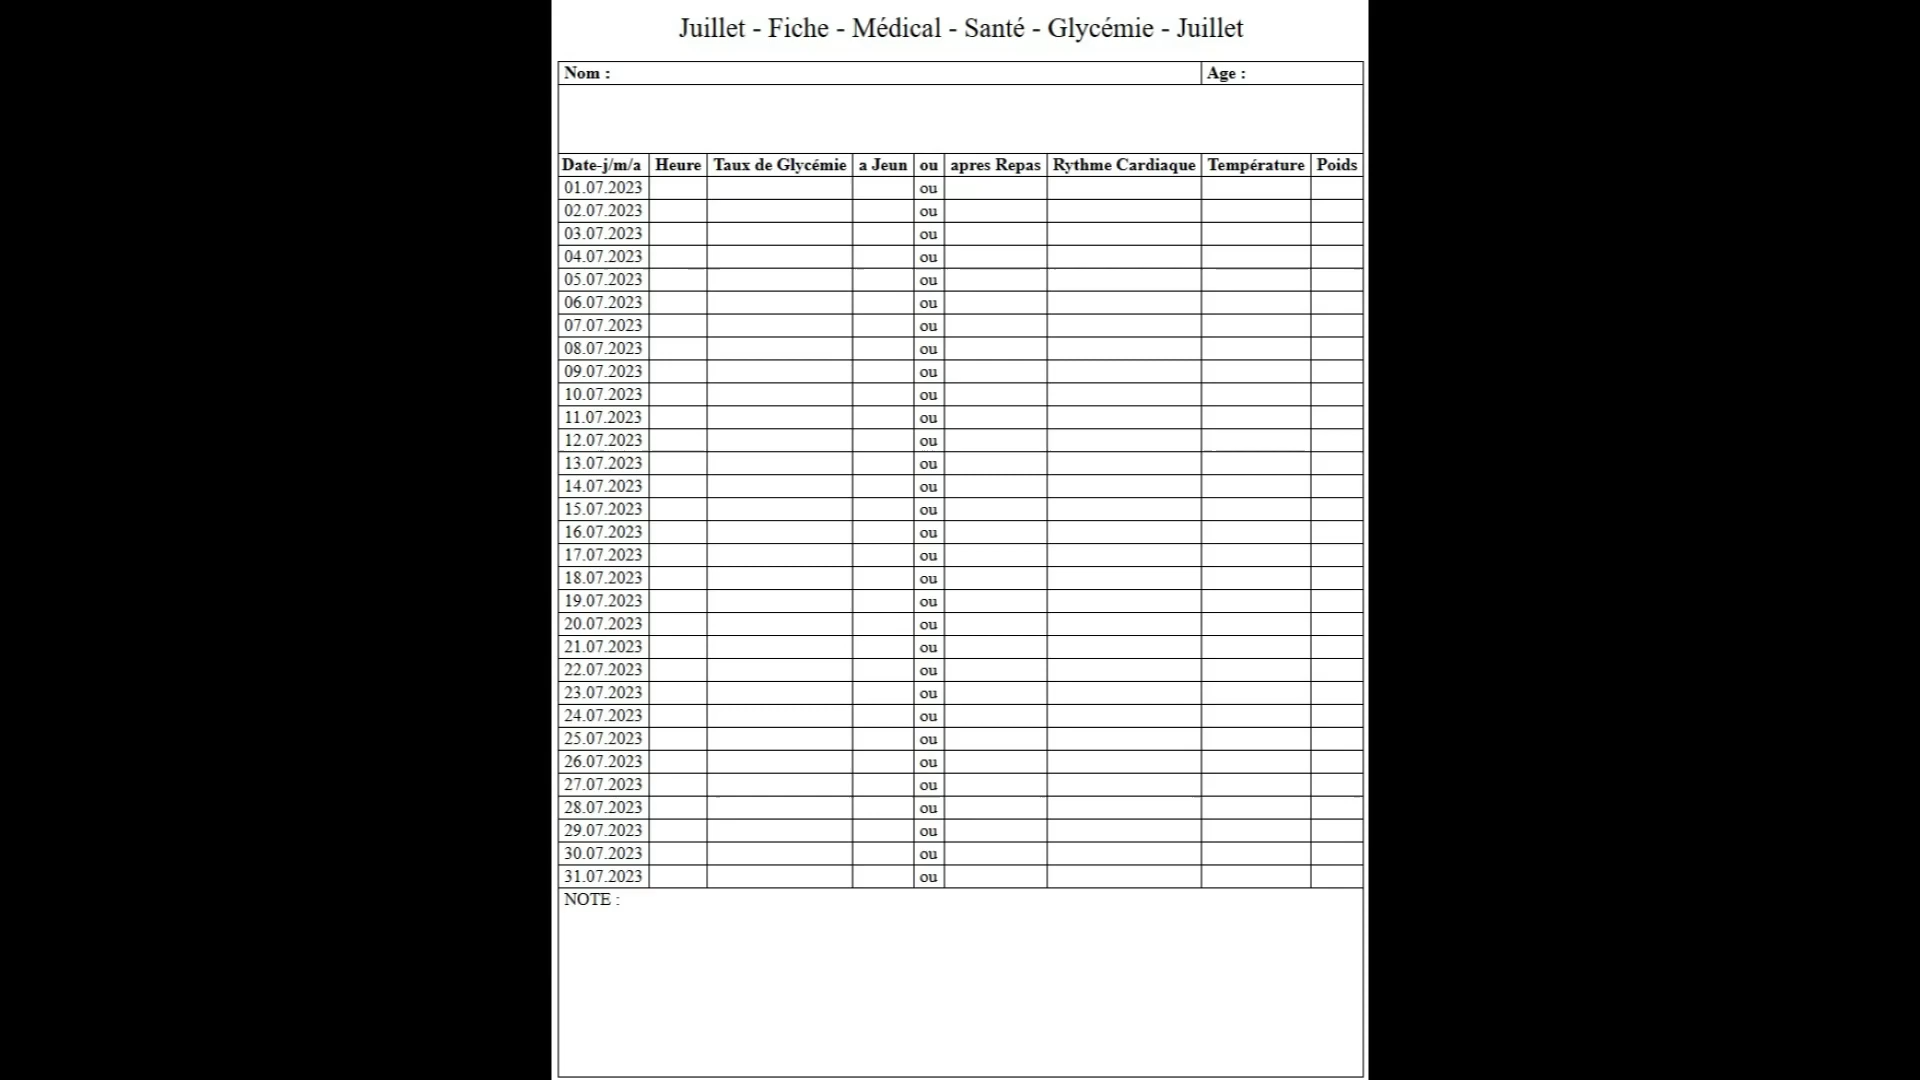 Juillet - Fiche - Médical - Santé - Glycémie - Juillet
Nom : Age :
Date-j/m/a Heure Taux de Glycémie a Jeun ou apres Repas Rythme Cardiaque Température Poids
01.07.2023 ou
02.07.2023 ou
03.07.2023 ou
04.07.2023 ou
05.07.2023 ou
06.07.2023 ou
07.07.2023 ou
08.07.2023 ou
09.07.2023 ou
10.07.2023 ou
11.07.2023 ou
12.07.2023 ou
13.07.2023 ou
14.07.2023 ou
15.07.2023 ou
16.07.2023 ou
17.07.2023 ou
18.07.2023 ou
19.07.2023 ou
20.07.2023 ou
21.07.2023 ou
22.07.2023 ou
23.07.2023 ou
24.07.2023 ou
25.07.2023 ou
26.07.2023 ou
27.07.2023 ou
28.07.2023 ou
29.07.2023 ou
30.07.2023 ou
31.07.2023 ou
NOTE :